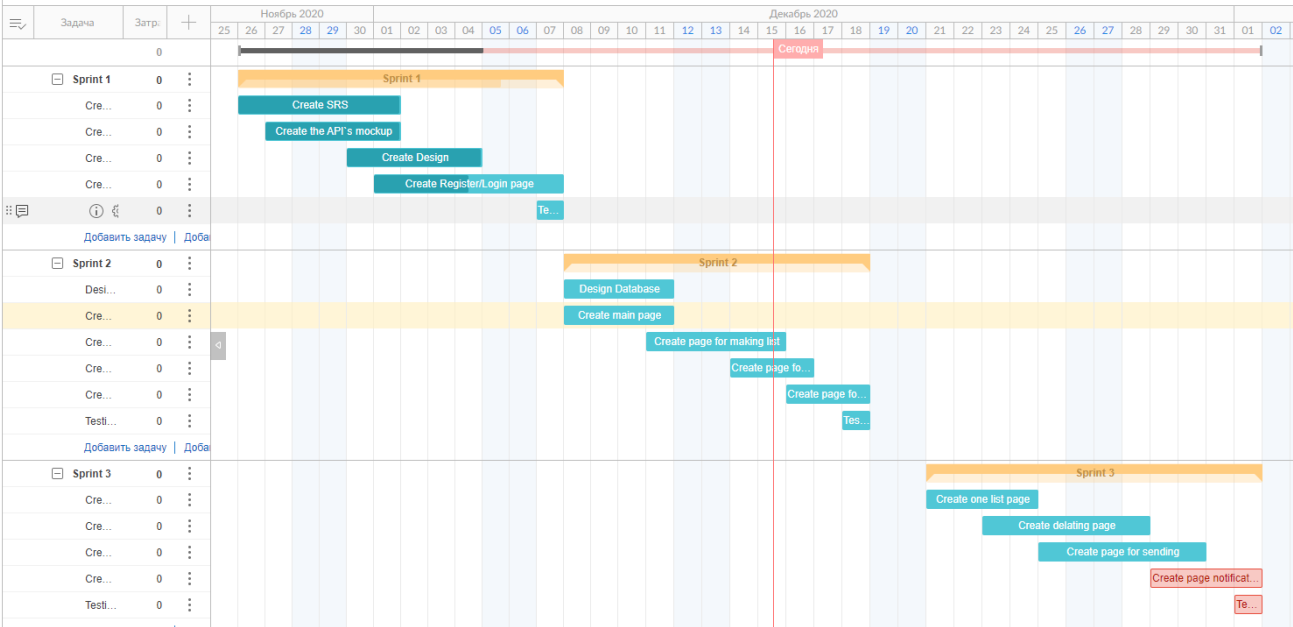 Ноябрь 2020 Декабрь 2020
Задача Затр:
25 26 27 28 29 30 01 02 03 04 05 06 07 08 09 10 11 12 13 14 15 16 17 18 19 20 21 22 23 24 25 26 27 28 29 30 31 01 02
0 Сегодня
Sprint 1 0 Sprint 1
Cre... 0 Create SRS
Cre... 0 Create the API`s mockup
Cre... 0 Create Design
Cre... 0 Create Register/Login page
0 Te...
Добавить задачу | Доба
Sprint 2 0 Sprint 2
Desi... 0 Design Database
Cre... 0 Create main page
Cre... 0 Create page for making list
Cre... 0 Create page fo...
Cre... 0 Create page fo...
Testi... 0 Tes...
Добавить задачу | Доба
Sprint 3 0 Sprint 3
Cre... 0 Create one list page
Cre... 0 Create delating page
Cre... 0 Create page for sending
Cre... 0 Create page notificat...
Testi... 0 Te...